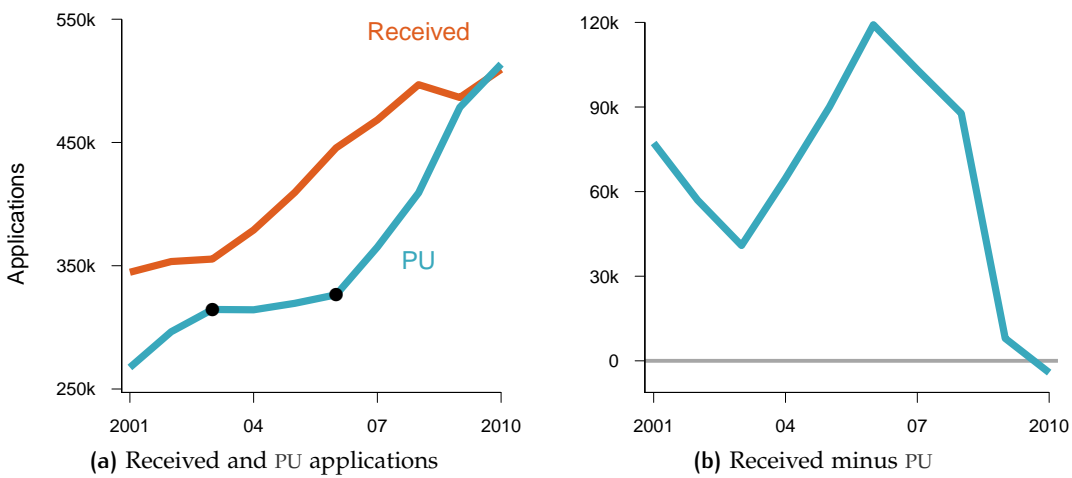 550k
450k
350k
250k
Applications
Received
PU
2001
04
07
2010
(a) Received and PU applications
120k
90k
60k
30k
0
2001
04
07
2010
(b) Received minus PU